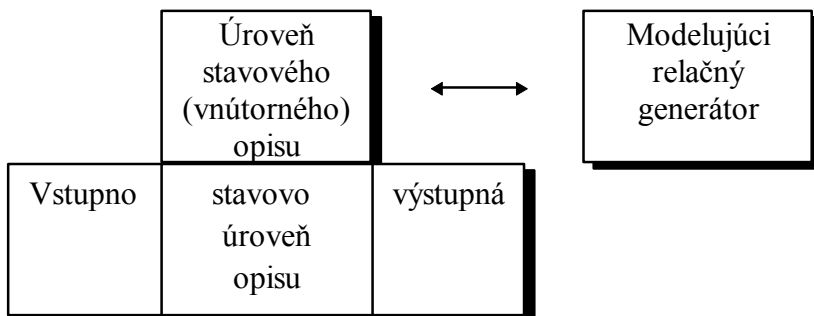 Úroveň
stavového
(vnútorného)
opisu
Modelujúci
relačný
generátor
Vstupno
stavovo
výstupná
úroveň
opisu